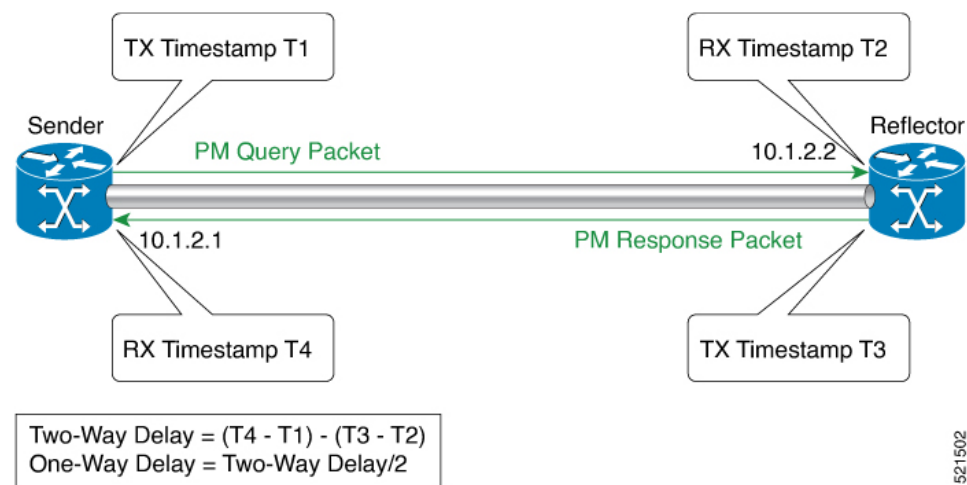 TX Timestamp T1
RX Timestamp T2
Sender
Reflector
PM Query Packet
10.1.2.2
10.1.2.1
PM Response Packet
RX Timestamp T4
TX Timestamp T3
Two-Way Delay = (T4 - T1) - (T3 - T2)
One-Way Delay = Two-Way Delay/2
521502